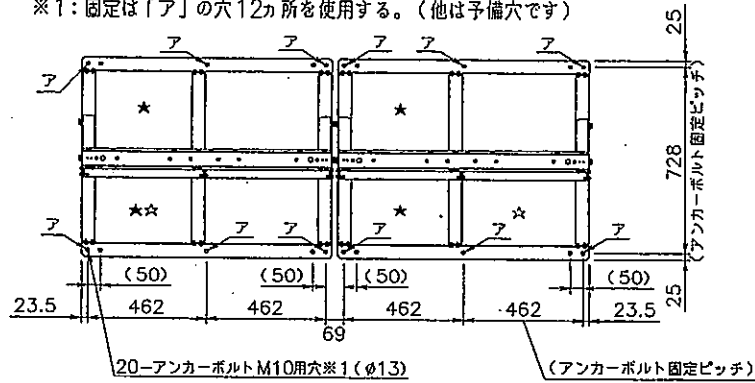 ※1：固定は「ア」の穴12カ所を使用する。（他は予備穴です）
ア ア ア ア ア
ア
25
★ ★
728
(アンカーボルト固定ピッチ)
★☆ ★ ☆
ア ア ア ア ア ア
(50) (50) (50) (50)
25
23.5 462 462 462 462 23.5
69
20-アンカーボルトM10用穴※1(φ13)
(アンカーボルト固定ピッチ)